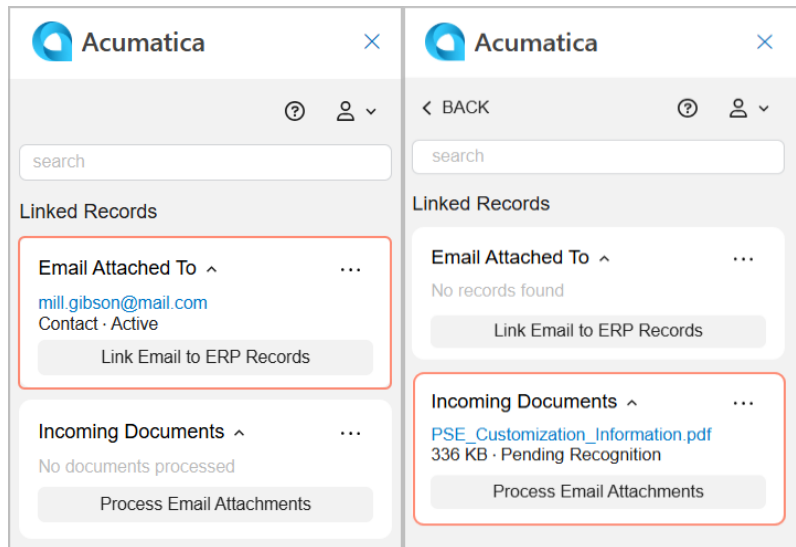 Acumatica
search
Linked Records
Email Attached To
mill.gibson@mail.com
Contact · Active
Link Email to ERP Records
Incoming Documents
No documents processed
Process Email Attachments
Acumatica
BACK
search
Linked Records
Email Attached To
No records found
Link Email to ERP Records
Incoming Documents
PSE_Customization_Information.pdf
336 KB · Pending Recognition
Process Email Attachments